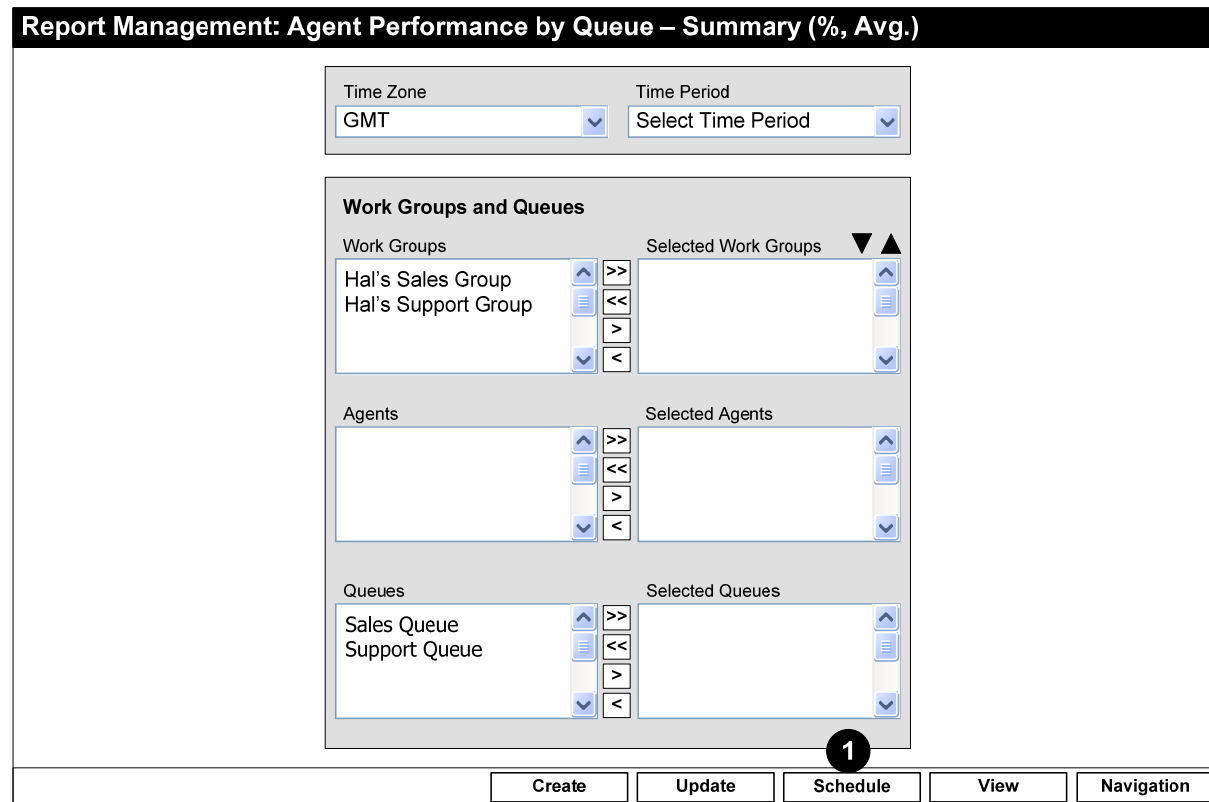 Report Management: Agent Performance by Queue – Summary (%, Avg.)
Time Zone
Time Period
GMT
Select Time Period
Work Groups and Queues
Work Groups
Selected Work Groups
Hal's Sales Group
Hal's Support Group
>>
<<
>
<
Agents
Selected Agents
>>
<<
>
<
Queues
Selected Queues
Sales Queue
Support Queue
>>
<<
>
<
1
Create
Update
Schedule
View
Navigation